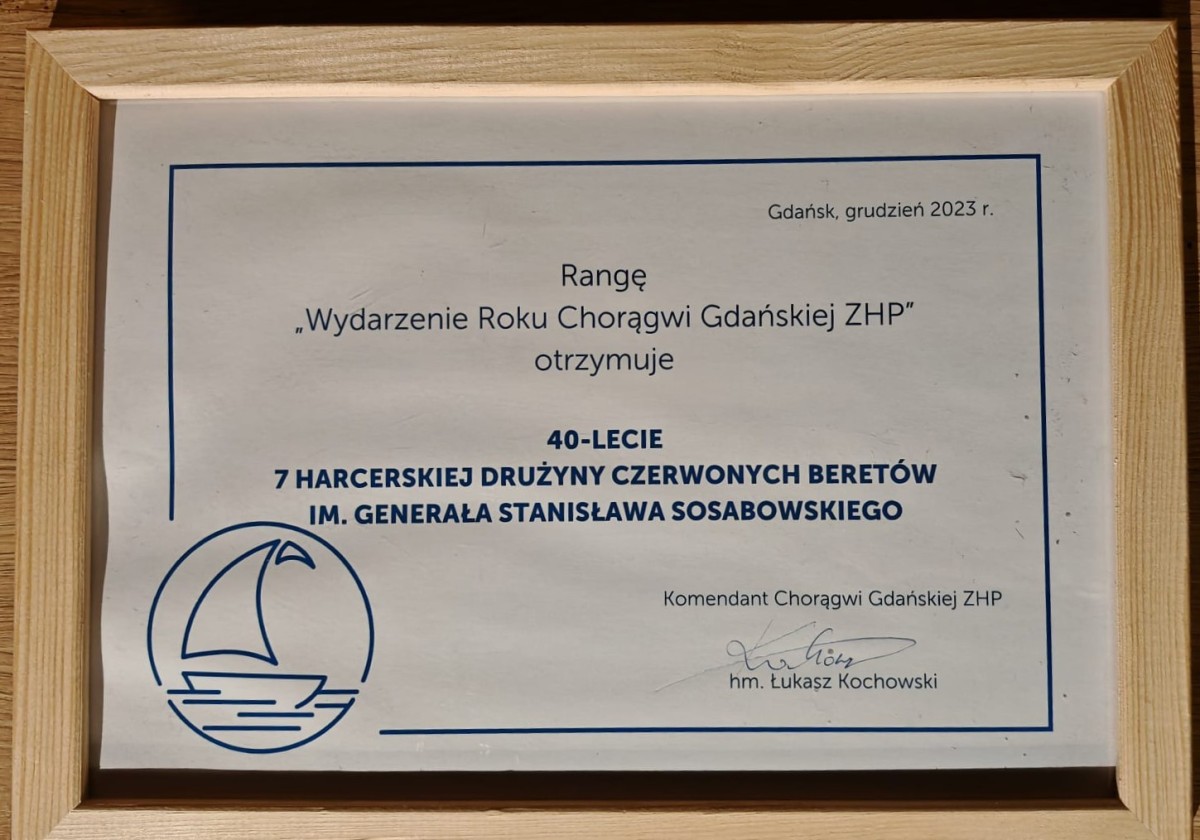 Gdańsk, grudzień 2023 r.
Rangę
„Wydarzenie Roku Chorągwi Gdańskiej ZHP”
otrzymuje
40-LECIE
7 HARCERSKIEJ DRUŻYNY CZERWONYCH BERETÓW
IM. GENERAŁA STANISŁAWA SOSABOWSKIEGO
Komendant Chorągwi Gdańskiej ZHP
hm. Łukasz Kochowski